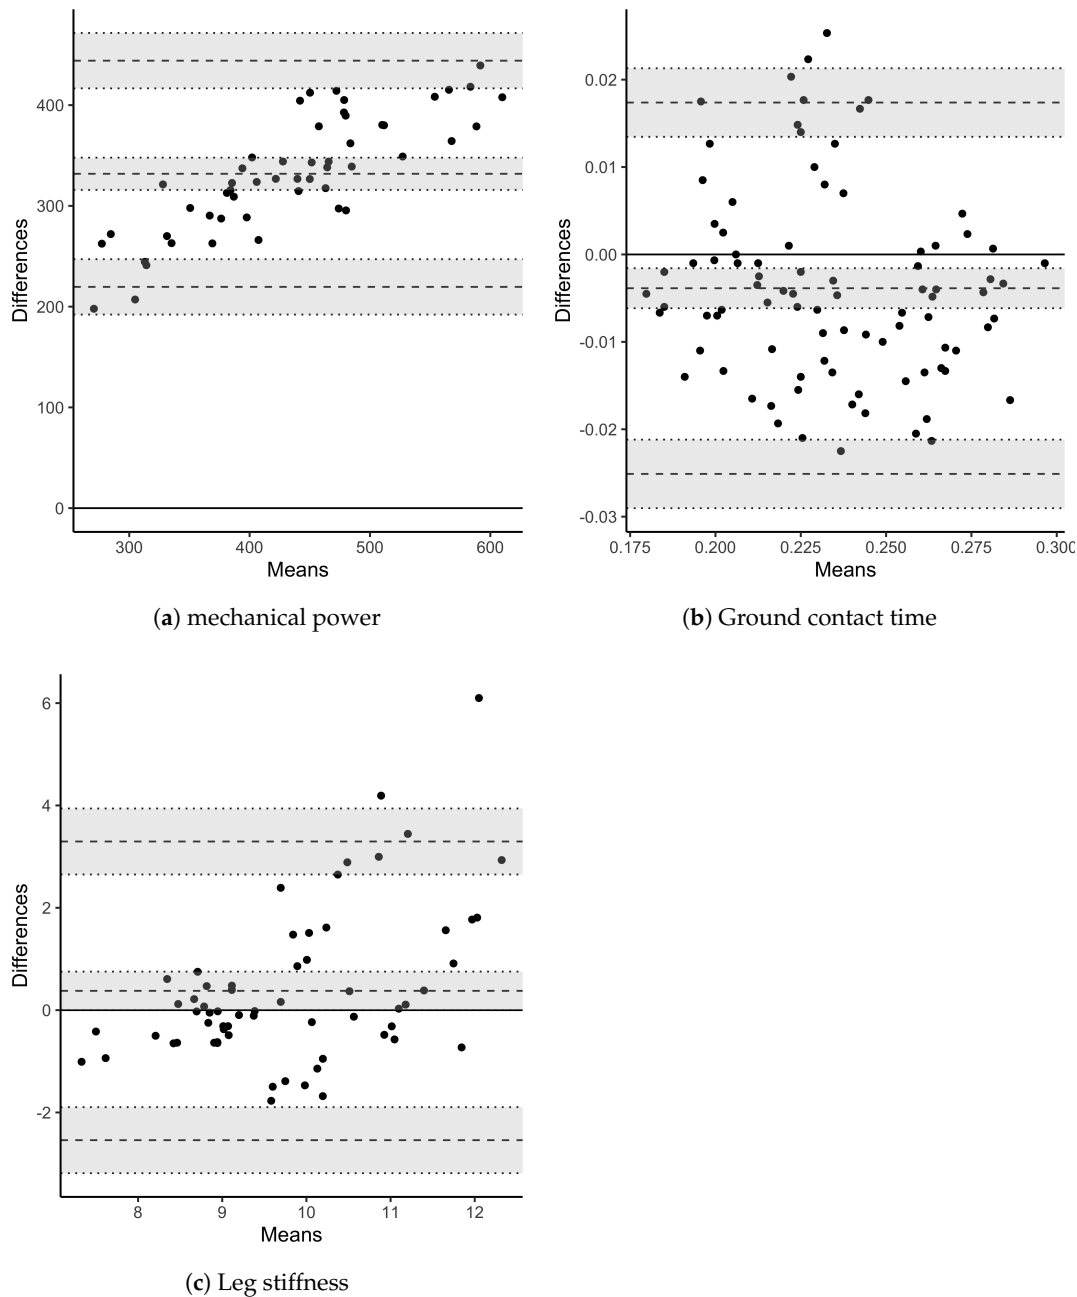 Differences
400
300
200
100
0
300 400 500 600
Means
(a) mechanical power
Differences
0.02
0.01
0.00
-0.01
-0.02
-0.03
0.175 0.200 0.225 0.250 0.275 0.300
Means
(b) Ground contact time
Differences
6
4
2
0
-2
8 9 10 11 12
Means
(c) Leg stiffness